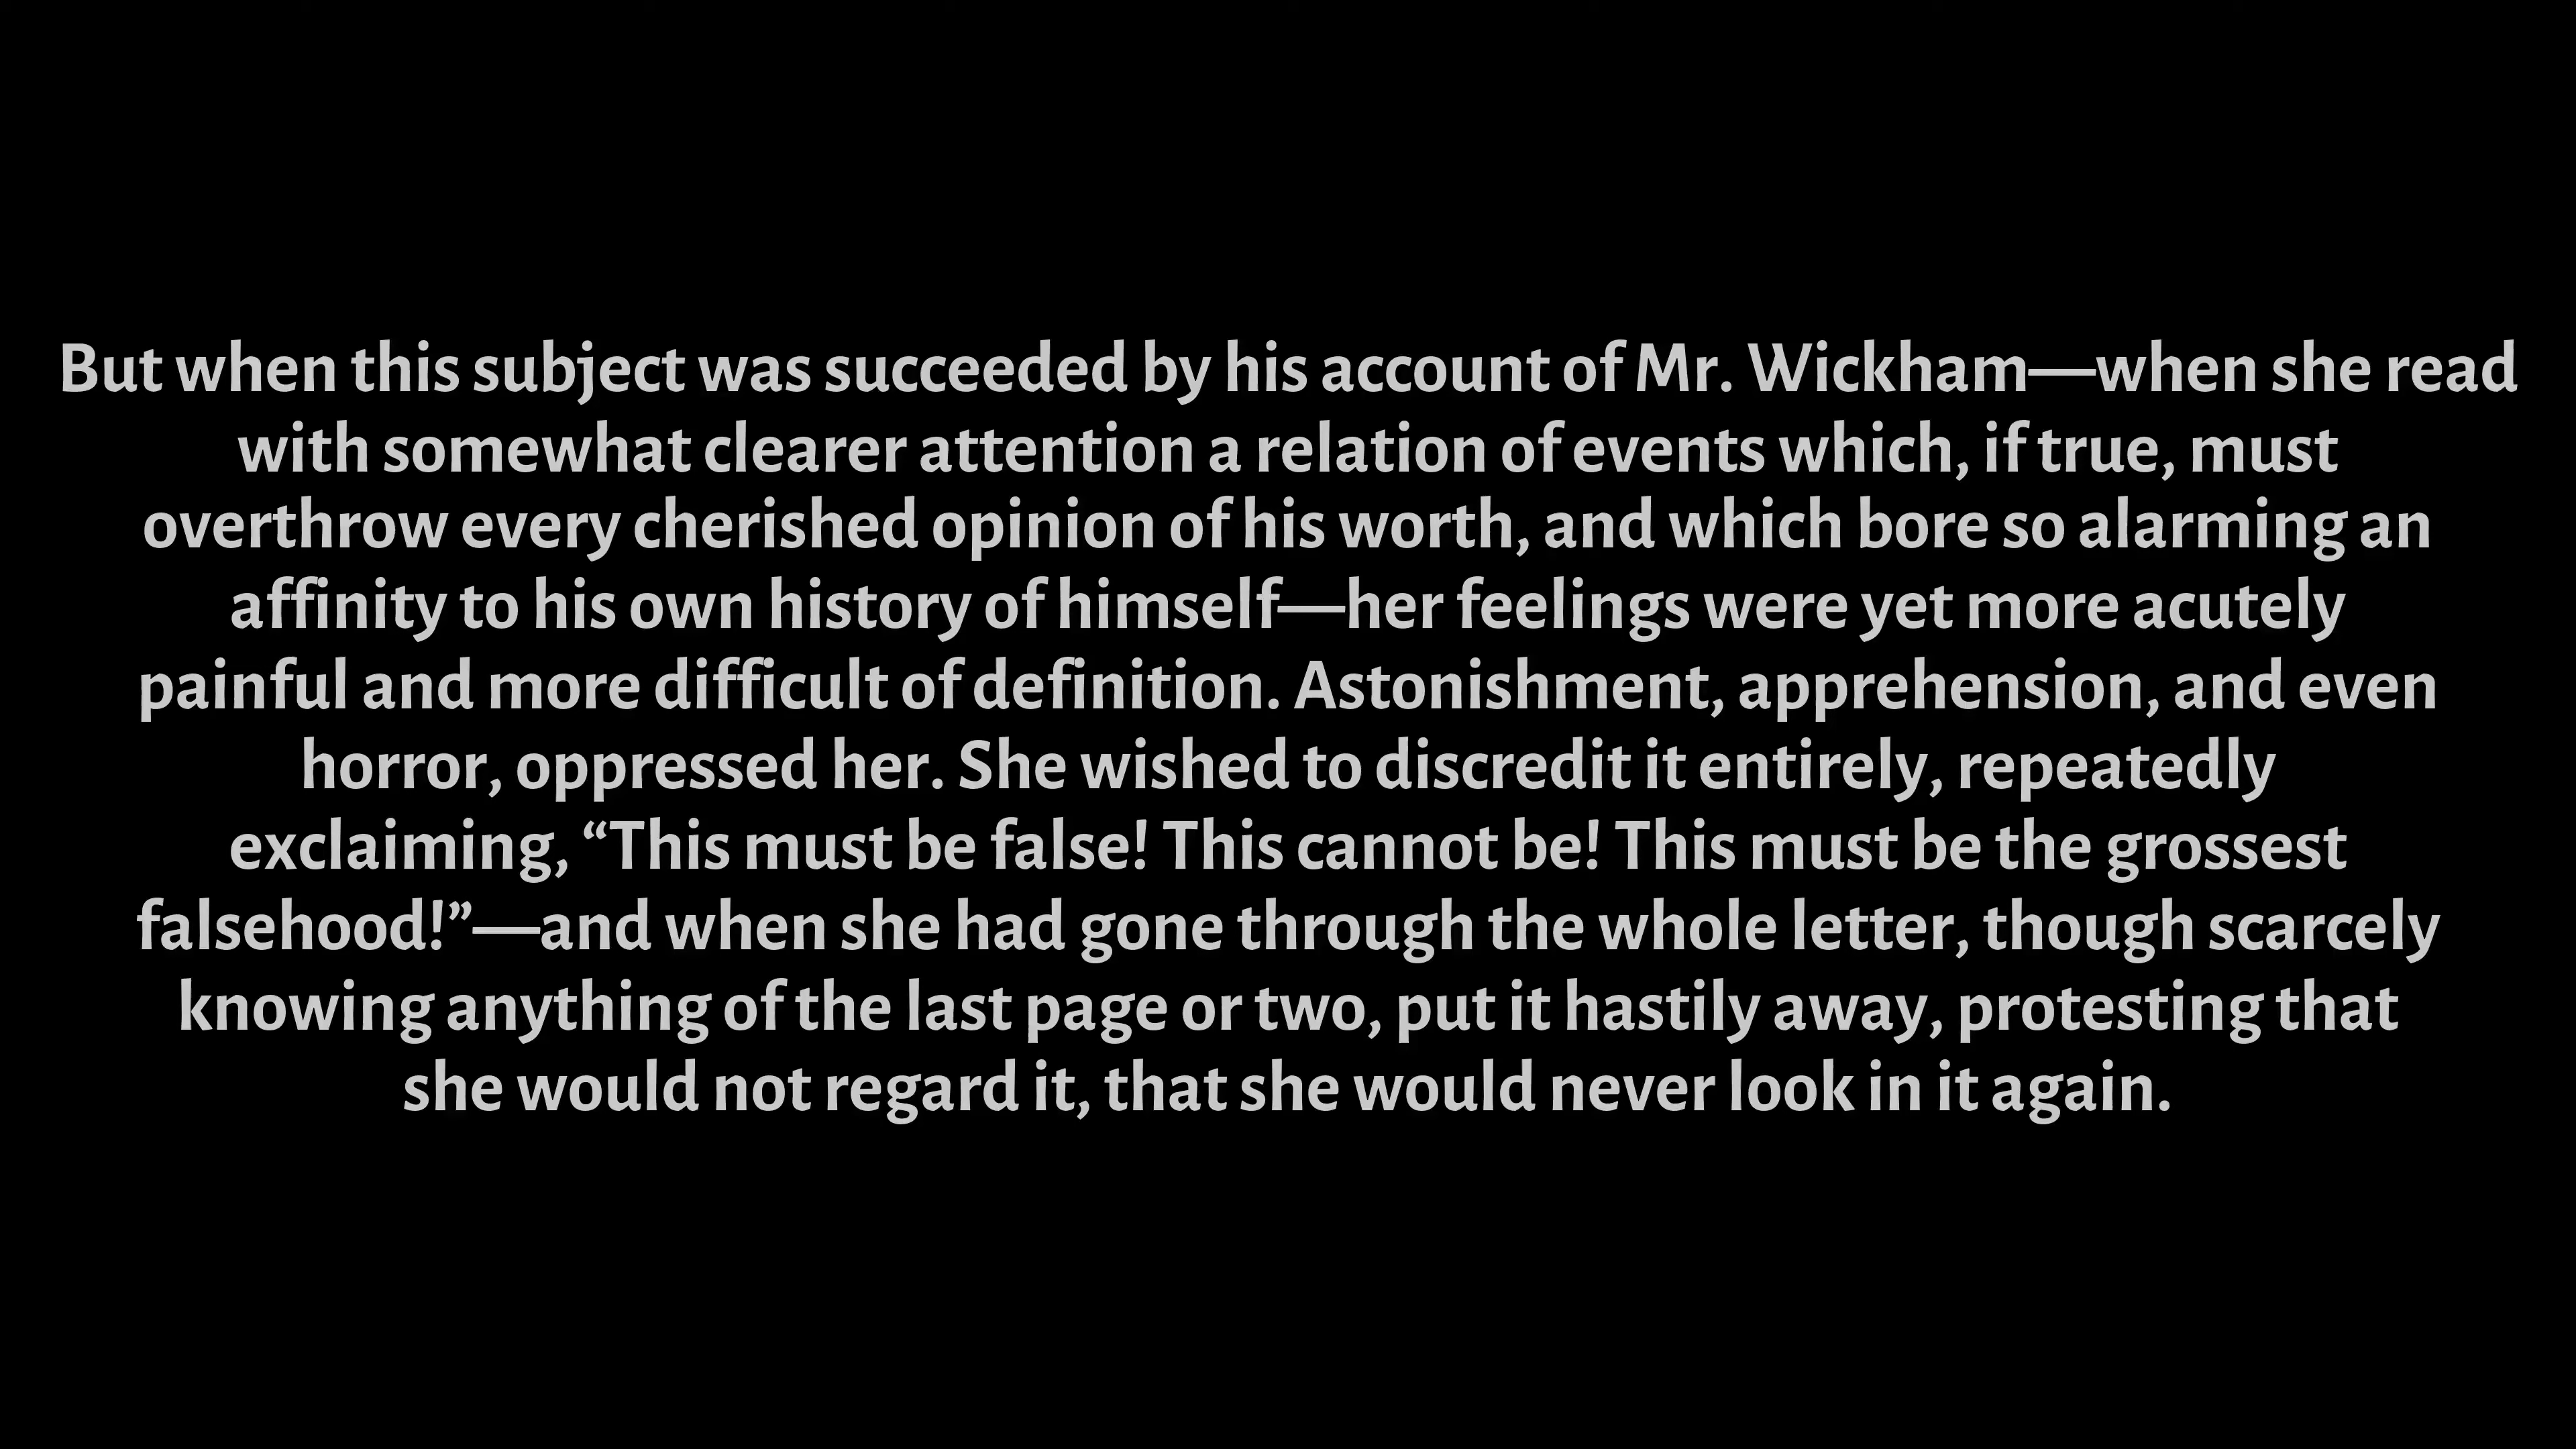 But when this subject was succeeded by his account of Mr. Wickham—when she read
with somewhat clearer attention a relation of events which, if true, must
overthrow every cherished opinion of his worth, and which bore so alarming an
affinity to his own history of himself—her feelings were yet more acutely
painful and more difficult of definition. Astonishment, apprehension, and even
horror, oppressed her. She wished to discredit it entirely, repeatedly
exclaiming, “This must be false! This cannot be! This must be the grossest
falsehood!”—and when she had gone through the whole letter, though scarcely
knowing anything of the last page or two, put it hastily away, protesting that
she would not regard it, that she would never look in it again.